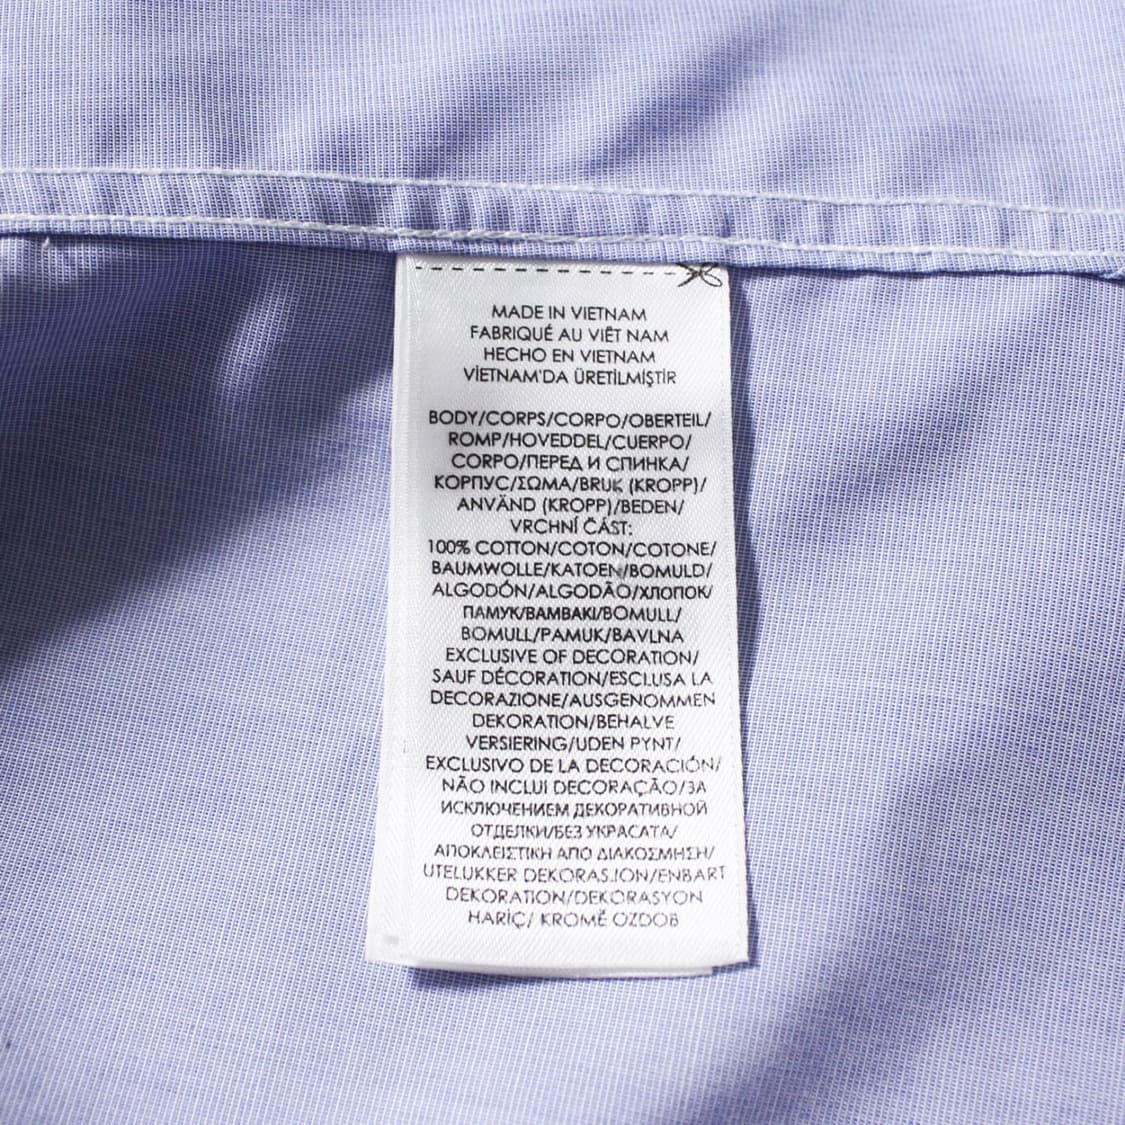 MADE IN VIETNAM
FABRIQUÉ AU VIÊT NAM
HECHO EN VIETNAM
VİETNAM'DA ÜRETİLMİŞTİR
BODY/CORPS/CORPO/OBERTEIL/
ROMP/HOVEDDEL/CUERPO/
CORPO/ПЕРЕД И СПИНКА/
КОРПУС/ΣΩΜΑ/BRUK (KROPP)/
ANVÄND (KROPP)/BEDEN/
VRCHNÍ ČÁST:
100% COTTON/COTON/COTONE/
BAUMWOLLE/KATOEN/BOMULD/
ALGODÓN/ALGODÃO/ХЛОПОК/
ПАМУК/ΒΑΜΒΑΚΙ/BOMULL/
BOMULL/PAMUK/BAVLNA
EXCLUSIVE OF DECORATION/
SAUF DÉCORATION/ESCLUSA LA
DECORAZIONE/AUSGENOMMEN
DEKORATION/BEHALVE
VERSIERING/UDEN PYNT/
EXCLUSIVO DE LA DECORACIÓN/
NÃO INCLUI DECORAÇÃO/ЗА
ИСКЛЮЧЕНИЕМ ДЕКОРАТИВНОЙ
ОТДЕЛКИ/БЕЗ УКРАСАТА/
ΑΠΟΚΛΕΙΣΤΙΚΗ ΑΠΟ ΔΙΑΚΟΣΜΗΣΗ/
UTELUKKER DEKORASJON/ENBART
DEKORATION/DEKORASYON
HARİÇ/ KROMĚ OZDOB